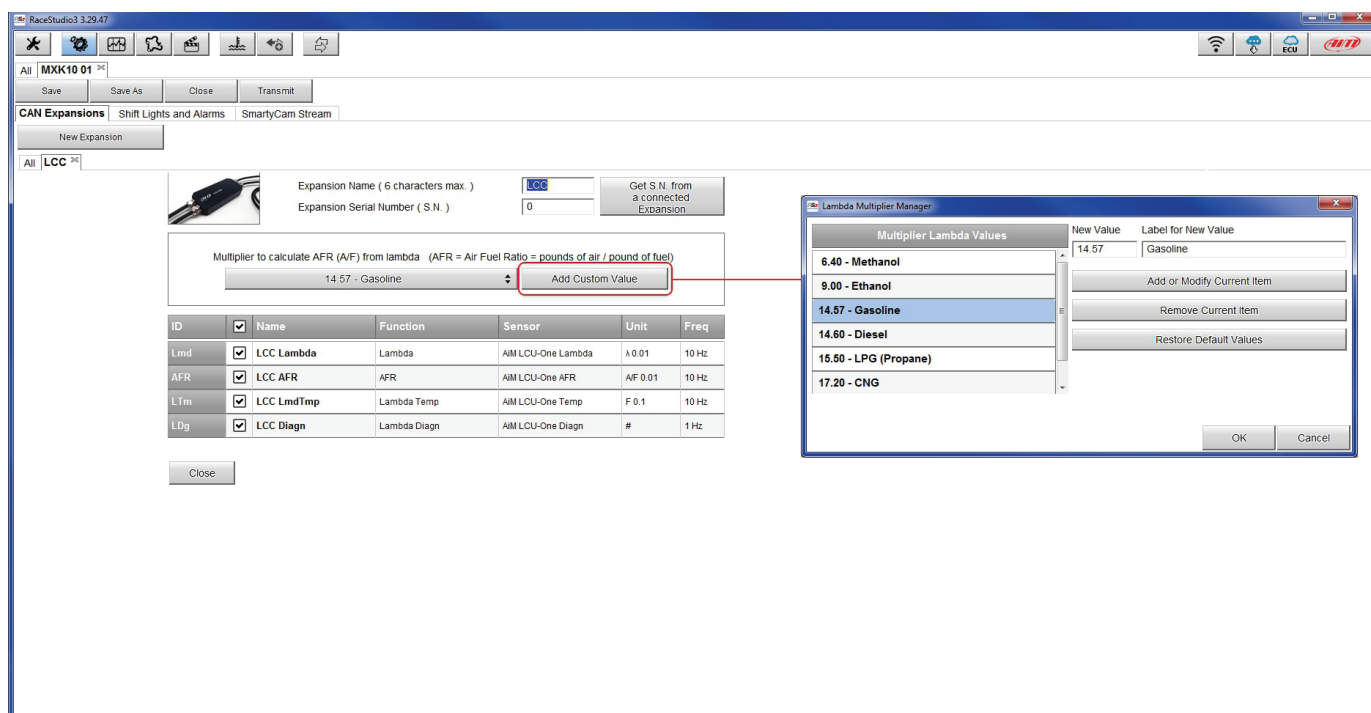 RaceStudio3 3.29.47
ECU
AiM
All MXK10 01
Save Save As Close Transmit
CAN Expansions Shift Lights and Alarms SmartyCam Stream
New Expansion
All LCC
Expansion Name ( 6 characters max. ) LCC
Expansion Serial Number ( S.N. ) 0
Get S.N. from
a connected
Expansion
Multiplier to calculate AFR (A/F) from lambda (AFR = Air Fuel Ratio = pounds of air / pound of fuel)
14.57 - Gasoline Add Custom Value
ID Name Function Sensor Unit Freq
Lmd LCC Lambda Lambda AiM LCU-One Lambda λ 0.01 10 Hz
AFR LCC AFR AFR AiM LCU-One AFR A/F 0.01 10 Hz
LTm LCC LmdTmp Lambda Temp AiM LCU-One Temp F 0.1 10 Hz
LDg LCC Diagn Lambda Diagn AiM LCU-One Diagn # 1 Hz
Close
Lambda Multiplier Manager
Multiplier Lambda Values
6.40 - Methanol
9.00 - Ethanol
14.57 - Gasoline
14.60 - Diesel
15.50 - LPG (Propane)
17.20 - CNG
New Value Label for New Value
14.57 Gasoline
Add or Modify Current Item
Remove Current Item
Restore Default Values
OK Cancel